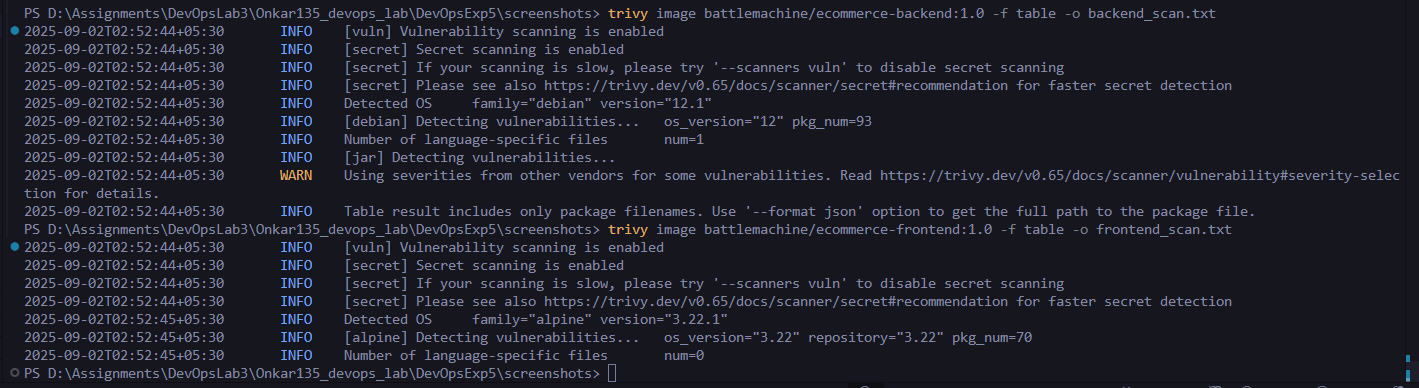 PS D:\Assignments\DevOpsLab3\Onkar135_devops_lab\DevOpsExp5\screenshots> trivy image battlemachine/ecommerce-backend:1.0 -f table -o backend_scan.txt
2025-09-02T02:52:44+05:30 INFO [vuln] Vulnerability scanning is enabled
2025-09-02T02:52:44+05:30 INFO [secret] Secret scanning is enabled
2025-09-02T02:52:44+05:30 INFO [secret] If your scanning is slow, please try '--scanners vuln' to disable secret scanning
2025-09-02T02:52:44+05:30 INFO [secret] Please see also https://trivy.dev/v0.65/docs/scanner/secret#recommendation for faster secret detection
2025-09-02T02:52:44+05:30 INFO Detected OS family="debian" version="12.1"
2025-09-02T02:52:44+05:30 INFO [debian] Detecting vulnerabilities... os_version="12" pkg_num=93
2025-09-02T02:52:44+05:30 INFO Number of language-specific files num=1
2025-09-02T02:52:44+05:30 INFO [jar] Detecting vulnerabilities...
2025-09-02T02:52:44+05:30 WARN Using severities from other vendors for some vulnerabilities. Read https://trivy.dev/v0.65/docs/scanner/vulnerability#severity-selec
tion for details.
2025-09-02T02:52:44+05:30 INFO Table result includes only package filenames. Use '--format json' option to get the full path to the package file.
PS D:\Assignments\DevOpsLab3\Onkar135_devops_lab\DevOpsExp5\screenshots> trivy image battlemachine/ecommerce-frontend:1.0 -f table -o frontend_scan.txt
2025-09-02T02:52:44+05:30 INFO [vuln] Vulnerability scanning is enabled
2025-09-02T02:52:44+05:30 INFO [secret] Secret scanning is enabled
2025-09-02T02:52:44+05:30 INFO [secret] If your scanning is slow, please try '--scanners vuln' to disable secret scanning
2025-09-02T02:52:44+05:30 INFO [secret] Please see also https://trivy.dev/v0.65/docs/scanner/secret#recommendation for faster secret detection
2025-09-02T02:52:45+05:30 INFO Detected OS family="alpine" version="3.22.1"
2025-09-02T02:52:45+05:30 INFO [alpine] Detecting vulnerabilities... os_version="3.22" repository="3.22" pkg_num=70
2025-09-02T02:52:45+05:30 INFO Number of language-specific files num=0
PS D:\Assignments\DevOpsLab3\Onkar135_devops_lab\DevOpsExp5\screenshots>